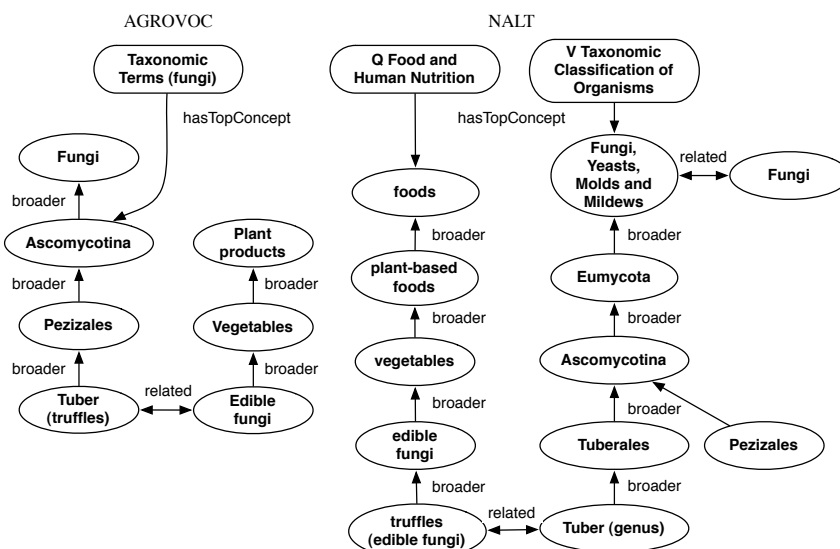 AGROVOC
Taxonomic
Terms (fungi)
hasTopConcept
Fungi
broader
Ascomycotina
broader
Pezizales
broader
Tuber
(truffles)
related
Plant
products
broader
Vegetables
broader
Edible
fungi
NALT
Q Food and
Human Nutrition
V Taxonomic
Classification of
Organisms
hasTopConcept
foods
broader
plant-based
foods
broader
vegetables
broader
edible
fungi
broader
truffles
(edible fungi)
related
Fungi,
Yeasts,
Molds and
Mildews
related
Fungi
broader
Eumycota
broader
Ascomycotina
broader
Tuberales
Pezizales
broader
Tuber (genus)